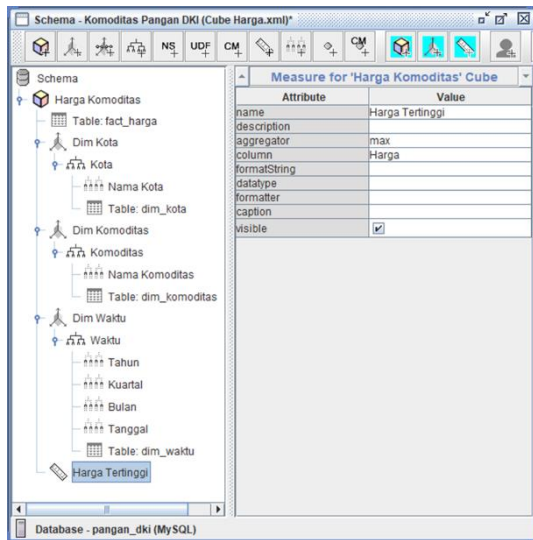 Schema - Komoditas Pangan DKI (Cube Harga.xml)*
NS UDF CM CM
Schema
Harga Komoditas
Table: fact_harga
Dim Kota
Kota
Nama Kota
Table: dim_kota
Dim Komoditas
Komoditas
Nama Komoditas
Table: dim_komoditas
Dim Waktu
Waktu
Tahun
Kuartal
Bulan
Tanggal
Table: dim_waktu
Harga Tertinggi
Measure for 'Harga Komoditas' Cube
Attribute Value
name Harga Tertinggi
description
aggregator max
column Harga
formatString
datatype
formatter
caption
visible
Database - pangan_dki (MySQL)